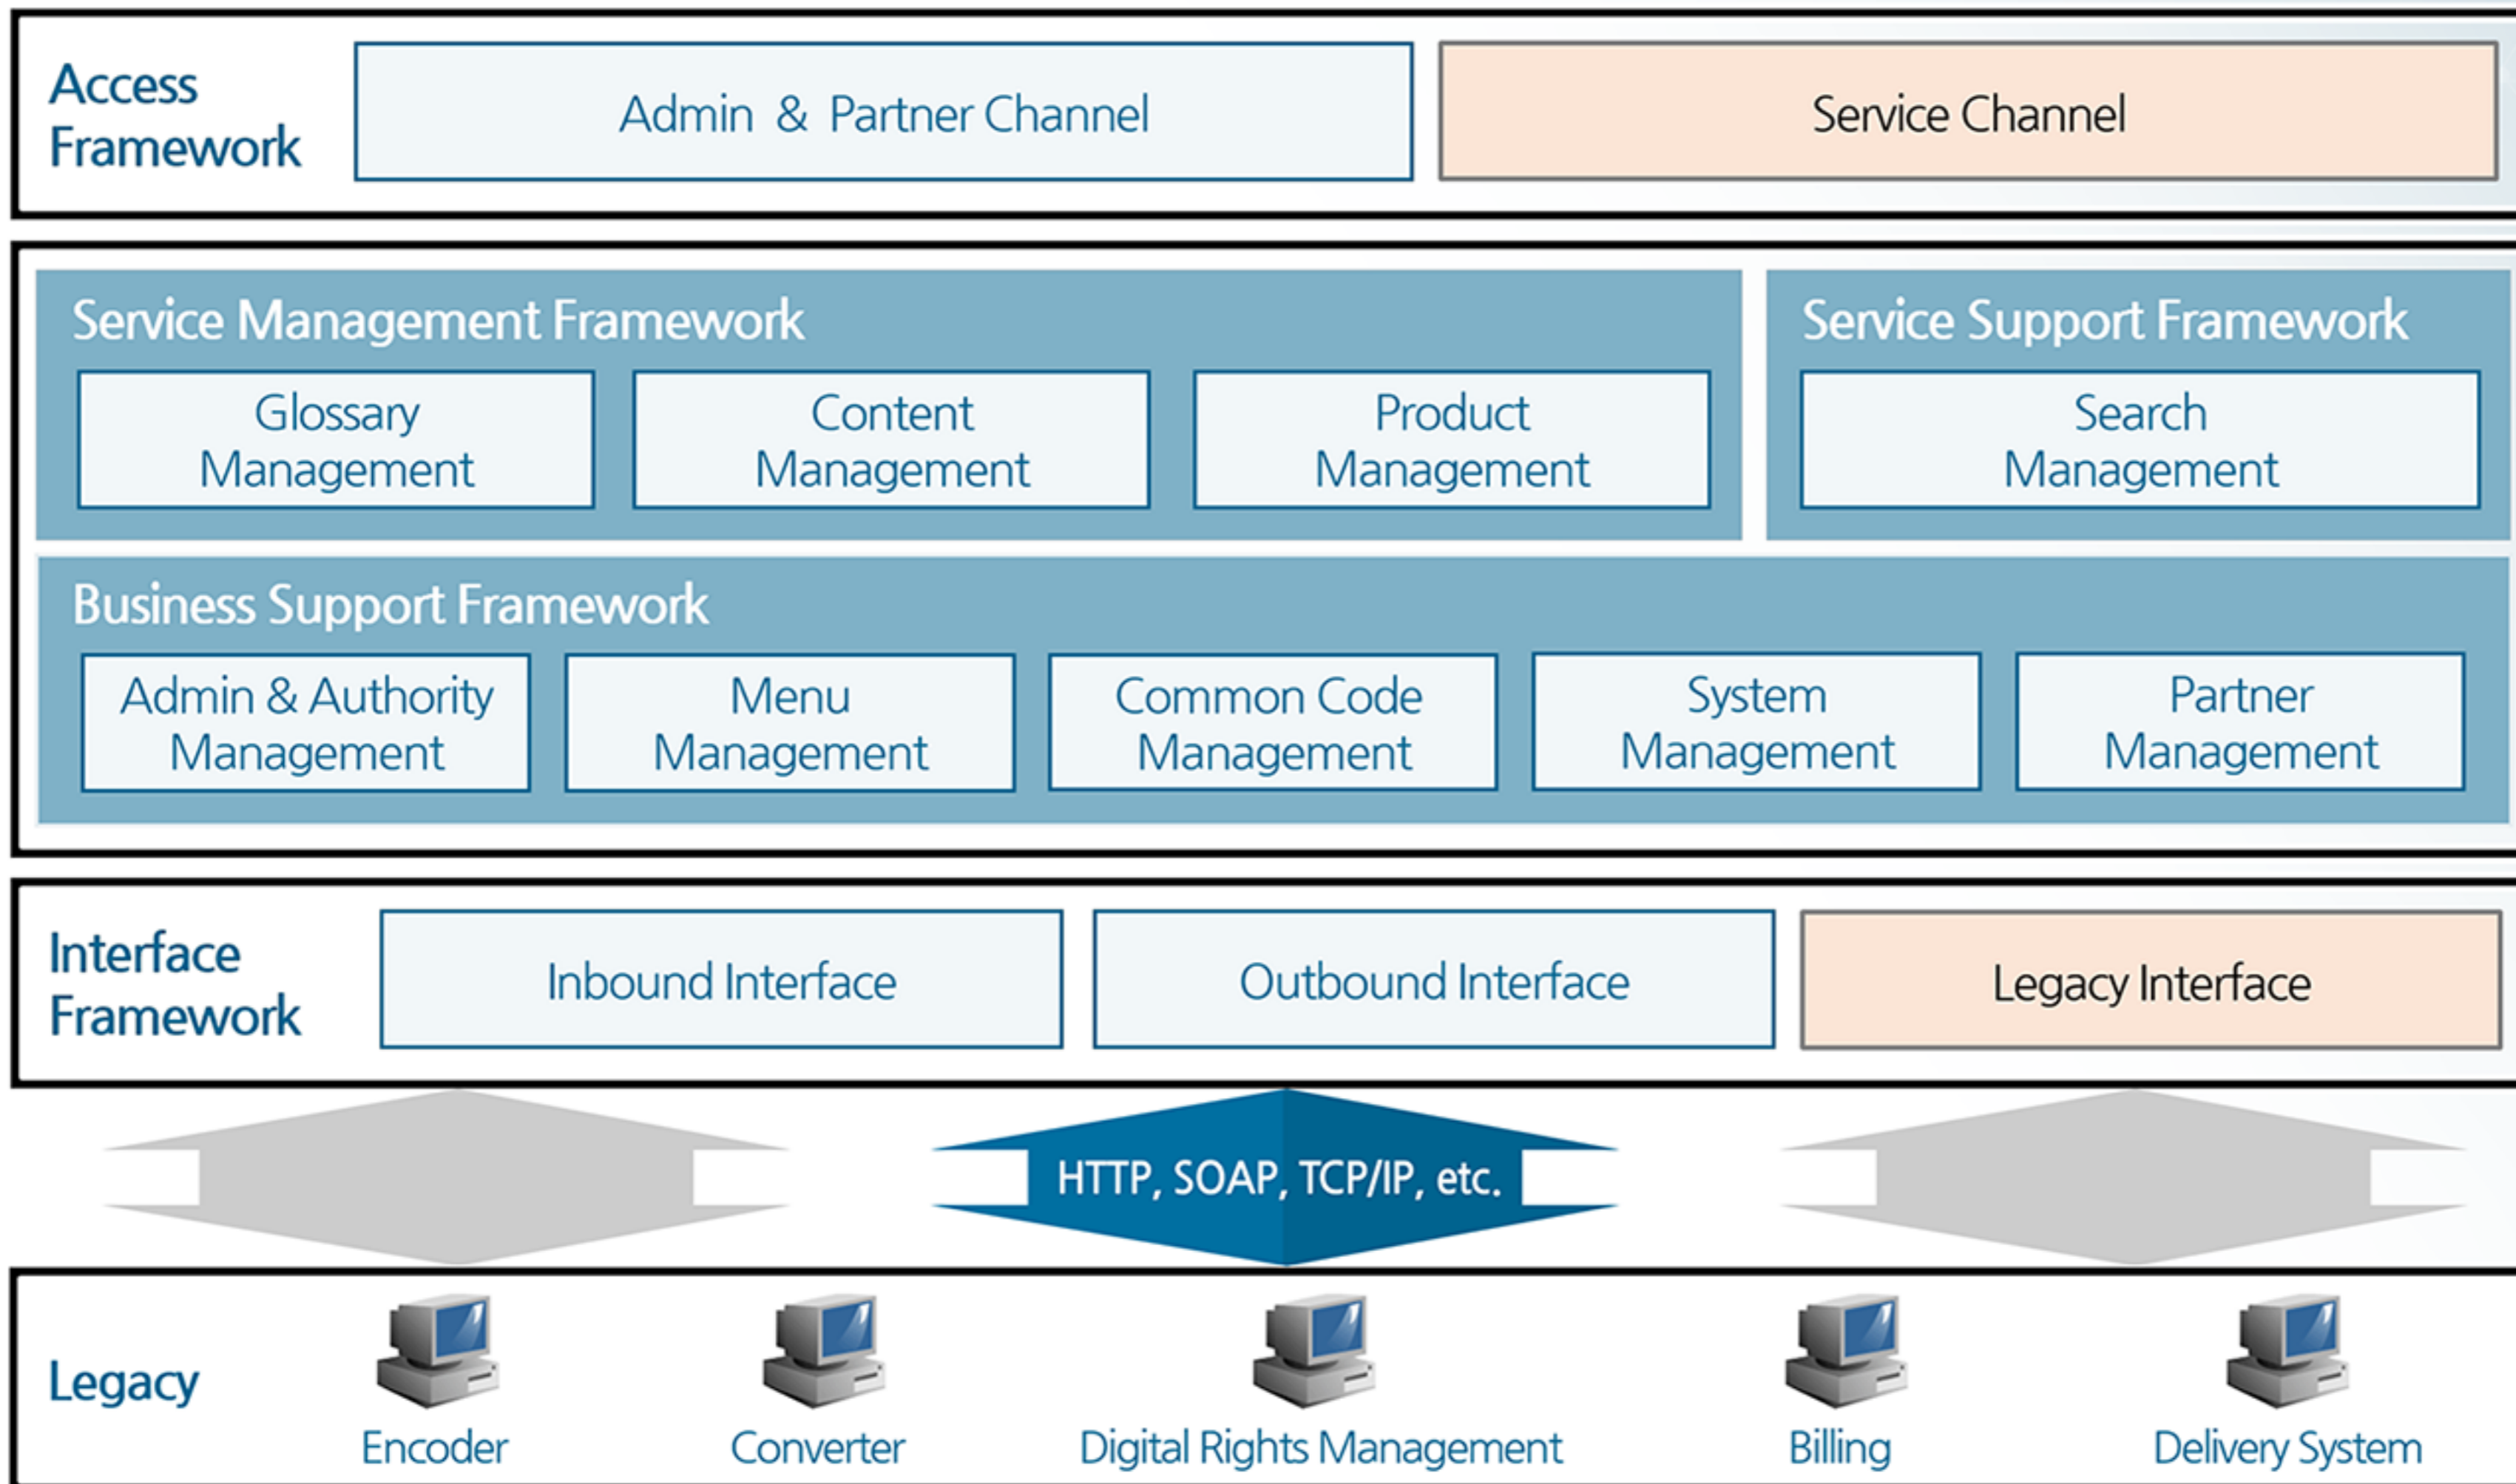 Access
Framework
Admin & Partner Channel
Service Channel
Service Management Framework
Glossary
Management
Content
Management
Product
Management
Service Support Framework
Search
Management
Business Support Framework
Admin & Authority
Management
Menu
Management
Common Code
Management
System
Management
Partner
Management
Interface
Framework
Inbound Interface
Outbound Interface
Legacy Interface
HTTP, SOAP, TCP/IP, etc.
Legacy
Encoder
Converter
Digital Rights Management
Billing
Delivery System